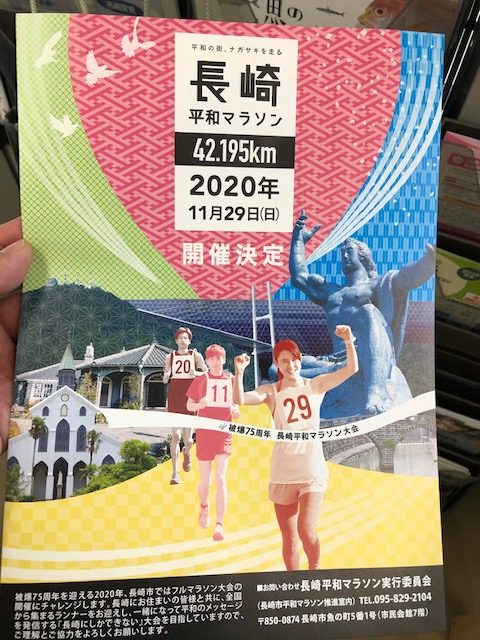 魚の
平和の街、ナガサキを走る
長崎
平和マラソン
42.195km
2020年
11月29日(日)
開催決定
20
11
29
被爆75周年 長崎平和マラソン大会
被爆75周年を迎える2020年、長崎市ではフルマラソン大会の
開催にチャレンジします。長崎にお住まいの皆様と共に、全国
から集まるランナーをお迎えし、一緒になって平和のメッセージ
を発信する「長崎にしかできない」大会を目指していますので、
ご理解とご協力をよろしくお願いします。
■お問い合わせ 長崎平和マラソン実行委員会
(長崎市平和マラソン推進室内) TEL.095-829-2104
〒850-0874 長崎市魚の町5番1号(市民会館7階)